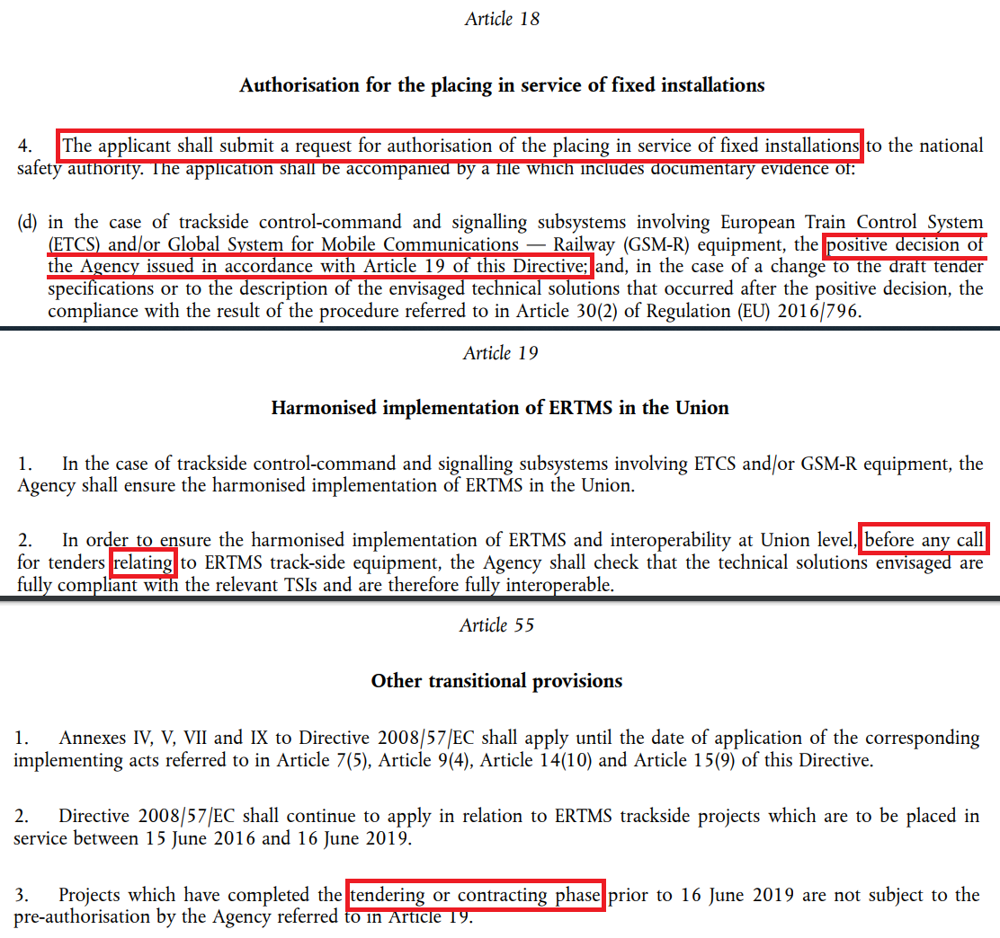 Article 18
Authorisation for the placing in service of fixed installations
4. The applicant shall submit a request for authorisation of the placing in service of fixed installations to the national
safety authority. The application shall be accompanied by a file which includes documentary evidence of:
(d) in the case of trackside control-command and signalling subsystems involving European Train Control System
(ETCS) and/or Global System for Mobile Communications — Railway (GSM-R) equipment, the positive decision of
the Agency issued in accordance with Article 19 of this Directive; and, in the case of a change to the draft tender
specifications or to the description of the envisaged technical solutions that occurred after the positive decision, the
compliance with the result of the procedure referred to in Article 30(2) of Regulation (EU) 2016/796.
Article 19
Harmonised implementation of ERTMS in the Union
1. In the case of trackside control-command and signalling subsystems involving ETCS and/or GSM-R equipment, the
Agency shall ensure the harmonised implementation of ERTMS in the Union.
2. In order to ensure the harmonised implementation of ERTMS and interoperability at Union level, before any call
for tenders relating to ERTMS track-side equipment, the Agency shall check that the technical solutions envisaged are
fully compliant with the relevant TSIs and are therefore fully interoperable.
Article 55
Other transitional provisions
1. Annexes IV, V, VII and IX to Directive 2008/57/EC shall apply until the date of application of the corresponding
implementing acts referred to in Article 7(5), Article 9(4), Article 14(10) and Article 15(9) of this Directive.
2. Directive 2008/57/EC shall continue to apply in relation to ERTMS trackside projects which are to be placed in
service between 15 June 2016 and 16 June 2019.
3. Projects which have completed the tendering or contracting phase prior to 16 June 2019 are not subject to the
pre-authorisation by the Agency referred to in Article 19.